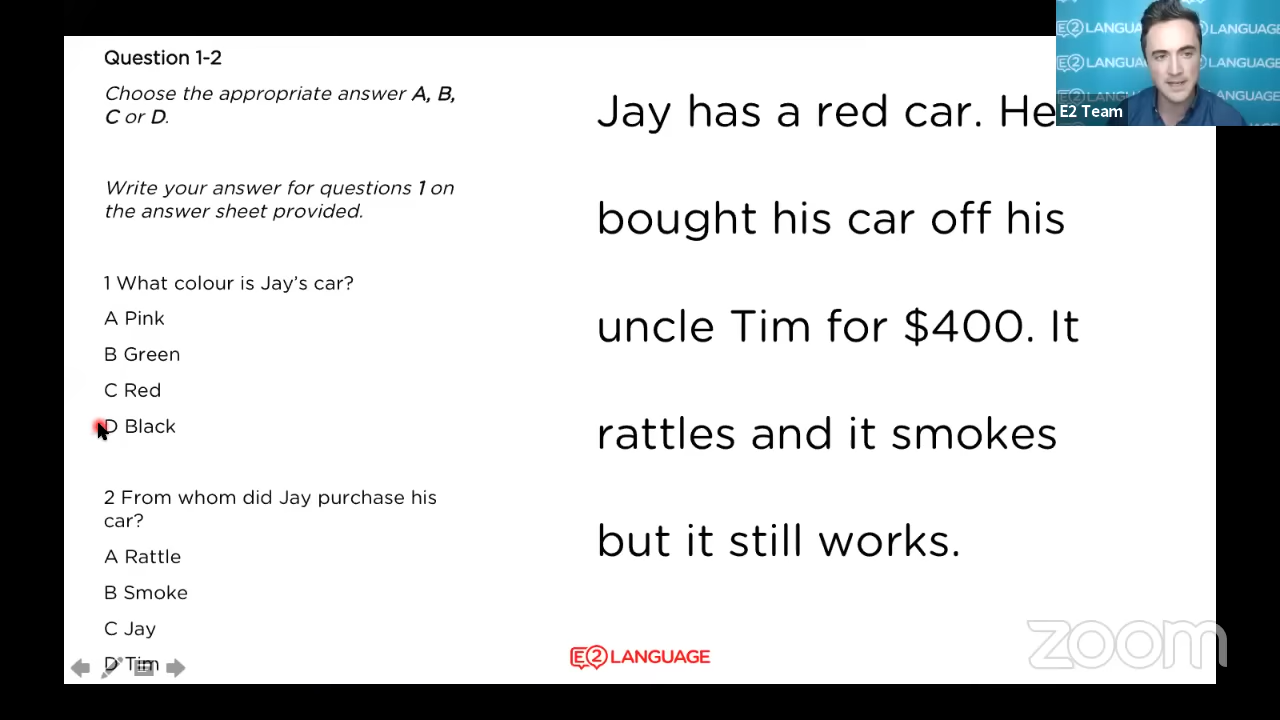 Question 1-2
Choose the appropriate answer A, B,
C or D.
Write your answer for questions 1 on
the answer sheet provided.
1 What colour is Jay's car?
A Pink
B Green
C Red
D Black
2 From whom did Jay purchase his
car?
A Rattle
B Smoke
C Jay
D Tim
Jay has a red car. He
bought his car off his
uncle Tim for $400. It
rattles and it smokes
but it still works.
E2 LANGUAGE
E2 Team
zoom